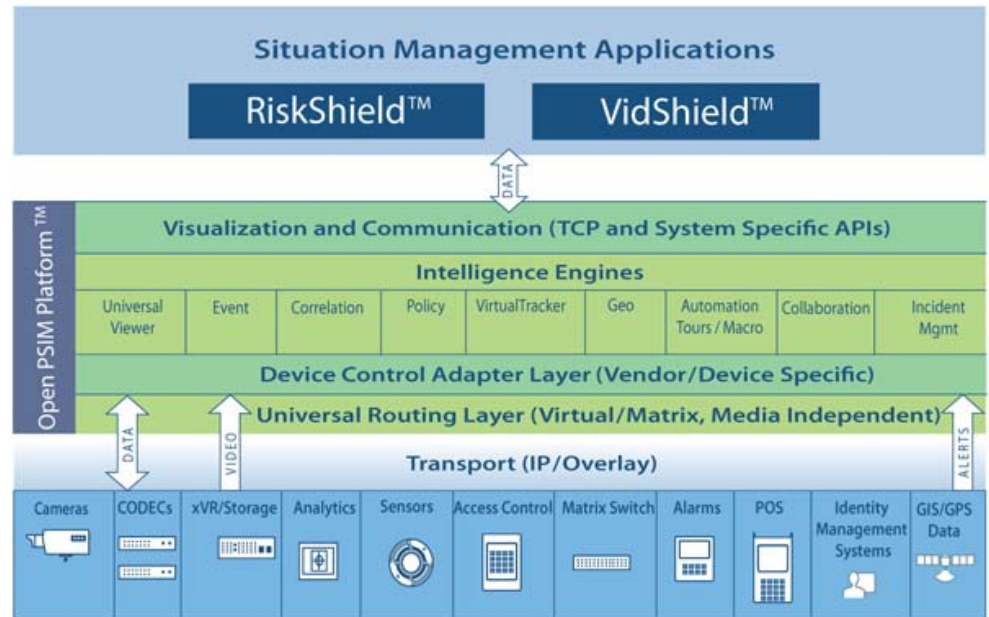 Situation Management Applications
RiskShield™
VidShield™
DATA
Open PSIM Platform™
Visualization and Communication (TCP and System Specific APIs)
Intelligence Engines
Universal
Viewer
Event
Correlation
Policy
VirtualTracker
Geo
Automation
Tours / Macro
Collaboration
Incident
Mgmt
Device Control Adapter Layer (Vendor/Device Specific)
Universal Routing Layer (Virtual/Matrix, Media Independent)
DATA
VIDEO
ALERTS
Transport (IP/Overlay)
Cameras
CODECs
xVR/Storage
Analytics
Sensors
Access Control
Matrix Switch
Alarms
POS
Identity
Management
Systems
GIS/GPS
Data